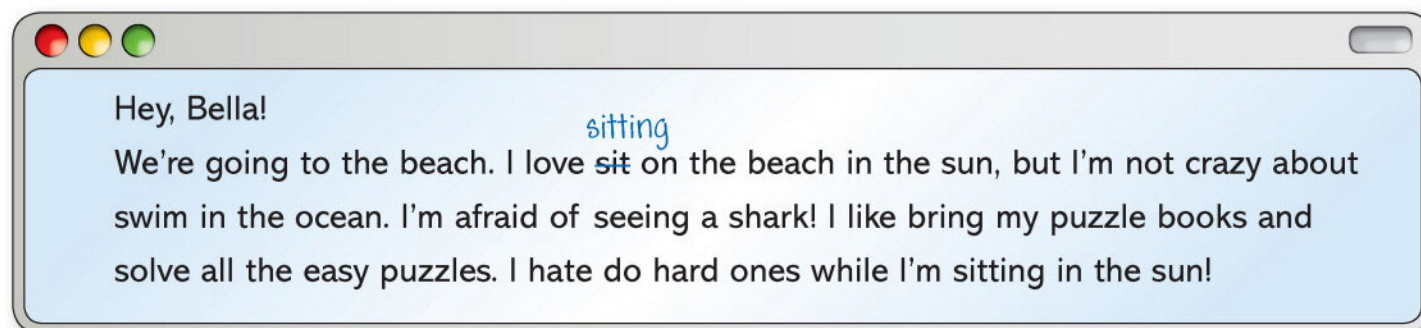 Hey, Bella!
sitting
We're going to the beach. I love sit on the beach in the sun, but I'm not crazy about
swim in the ocean. I'm afraid of seeing a shark! I like bring my puzzle books and
solve all the easy puzzles. I hate do hard ones while I'm sitting in the sun!